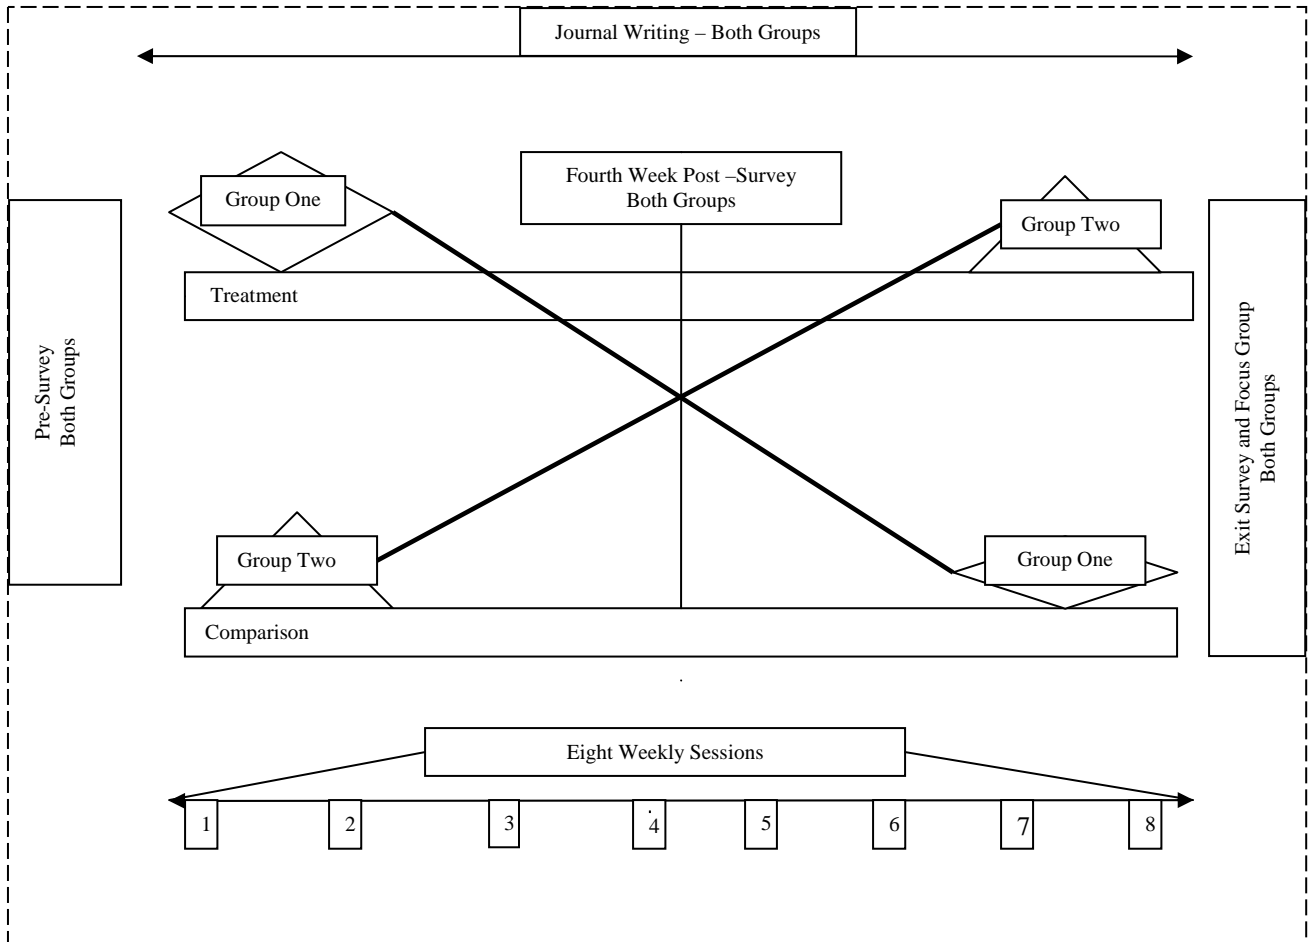 Journal Writing – Both Groups
Group One
Fourth Week Post –Survey
Both Groups
Group Two
Treatment
Pre-Survey
Both Groups
Exit Survey and Focus Group
Both Groups
Group Two
Group One
Comparison
Eight Weekly Sessions
1 2 3 4 5 6 7 8